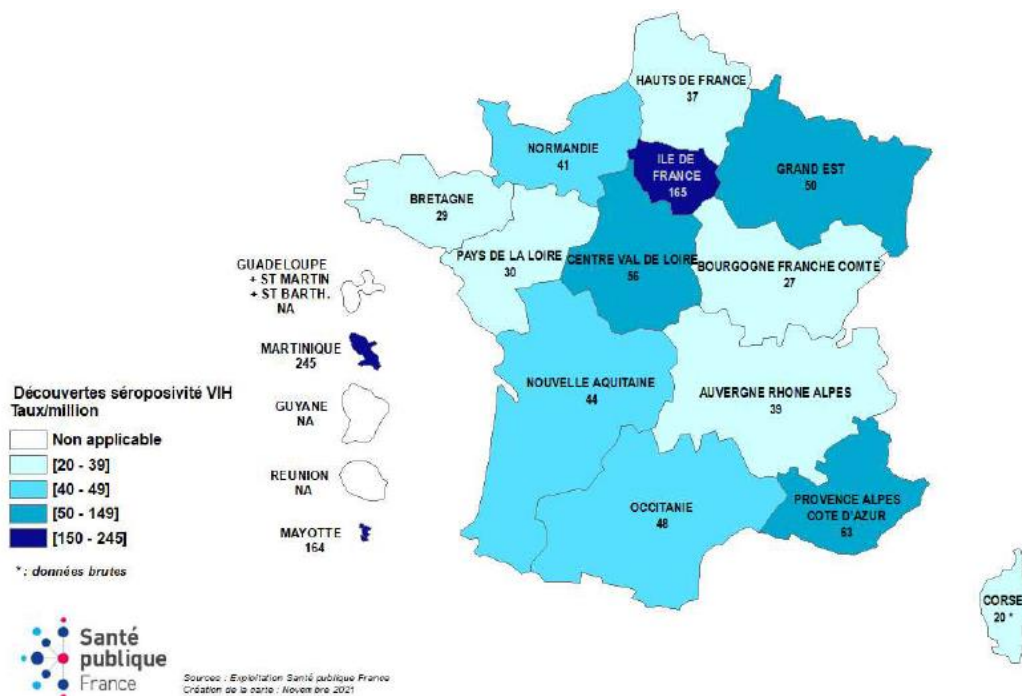 HAUTS DE FRANCE
37
NORMANDIE
41
ILE DE
FRANCE
165
GRAND EST
50
BRETAGNE
29
PAYS DE LA LOIRE
30
CENTRE VAL DE LOIRE
56
BOURGOGNE FRANCHE COMTE
27
GUADELOUPE
+ ST MARTIN
+ ST BARTH.
NA
MARTINIQUE
245
GUYANE
NA
REUNION
NA
MAYOTTE
164
NOUVELLE AQUITAINE
44
AUVERGNE RHONE ALPES
39
OCCITANIE
48
PROVENCE ALPES
COTE D'AZUR
63
CORSE
20 *
Découvertes séropositivité VIH
Taux/million
Non applicable
[20 - 39]
[40 - 49]
[50 - 149]
[150 - 245]
* : données brutes
Santé
publique
France
Sources : Exploitation Santé publique France
Création de la carte : Novembre 2021